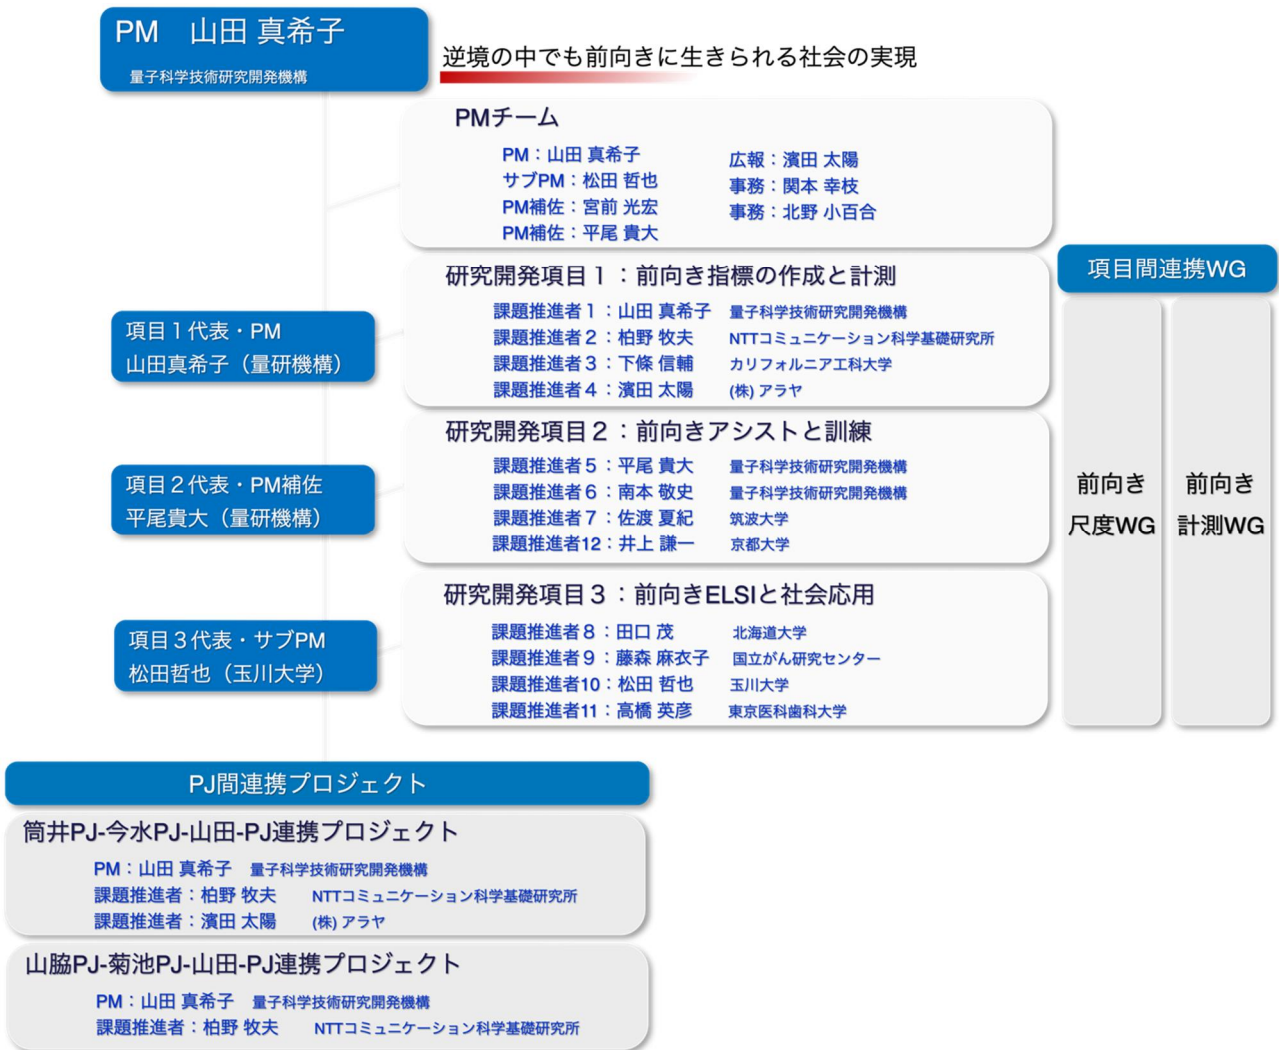 PM 山田 真希子
量子科学技術研究開発機構
逆境の中でも前向きに生きられる社会の実現
PMチーム
PM：山田 真希子
サブPM：松田 哲也
PM補佐：宮前 光宏
PM補佐：平尾 貴大
広報：濱田 太陽
事務：関本 幸枝
事務：北野 小百合
項目間連携WG
前向き
尺度WG
前向き
計測WG
項目１代表・PM
山田真希子（量研機構）
研究開発項目１：前向き指標の作成と計測
課題推進者１：山田 真希子 量子科学技術研究開発機構
課題推進者２：柏野 牧夫 NTTコミュニケーション科学基礎研究所
課題推進者３：下條 信輔 カリフォルニア工科大学
課題推進者４：濱田 太陽 (株) アラヤ
項目２代表・PM補佐
平尾貴大（量研機構）
研究開発項目２：前向きアシストと訓練
課題推進者５：平尾 貴大 量子科学技術研究開発機構
課題推進者６：南本 敬史 量子科学技術研究開発機構
課題推進者７：佐渡 夏紀 筑波大学
課題推進者12：井上 謙一 京都大学
項目３代表・サブPM
松田哲也（玉川大学）
研究開発項目３：前向きELSIと社会応用
課題推進者８：田口 茂 北海道大学
課題推進者９：藤森 麻衣子 国立がん研究センター
課題推進者10：松田 哲也 玉川大学
課題推進者11：高橋 英彦 東京医科歯科大学
PJ間連携プロジェクト
筒井PJ-今水PJ-山田-PJ連携プロジェクト
PM：山田 真希子 量子科学技術研究開発機構
課題推進者：柏野 牧夫 NTTコミュニケーション科学基礎研究所
課題推進者：濱田 太陽 (株) アラヤ
山脇PJ-菊池PJ-山田-PJ連携プロジェクト
PM：山田 真希子 量子科学技術研究開発機構
課題推進者：柏野 牧夫 NTTコミュニケーション科学基礎研究所